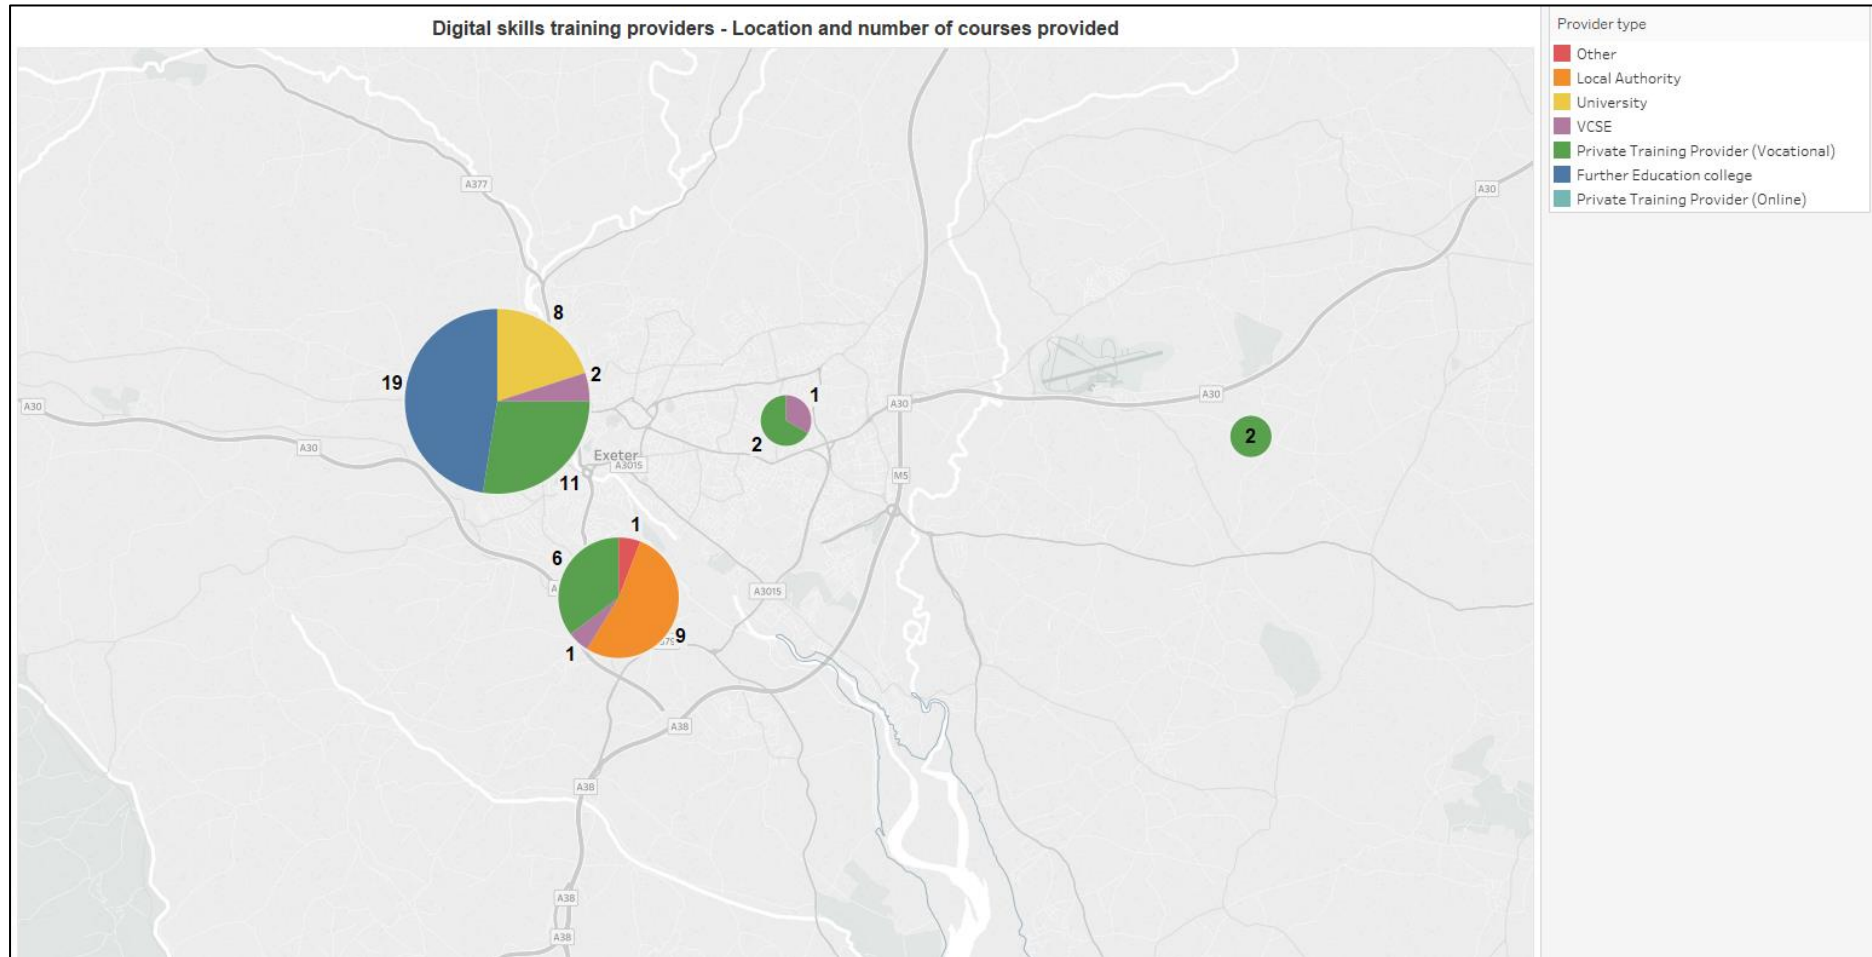 Digital skills training providers - Location and number of courses provided
Provider type
Other
Local Authority
University
VCSE
Private Training Provider (Vocational)
Further Education college
Private Training Provider (Online)
A377
A30
8
19
2
1
A30
A30
A30
2
2
A30
Exeter
A3015
M5
11
1
6
A3015
9
1
A38
A38
A38
A38